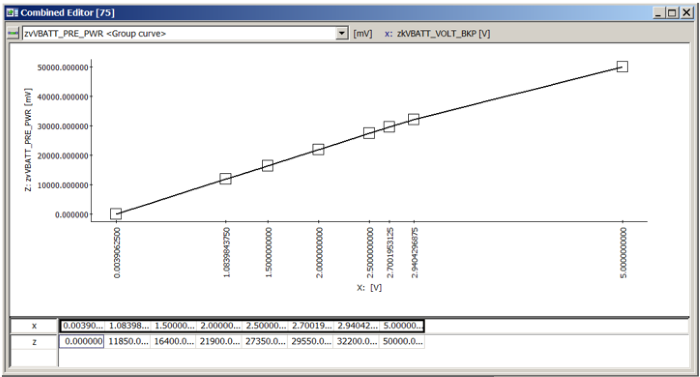 Combined Editor [75]
zvVBATT_PRE_PWR <Group curve> [mV] x: zkVBATT_VOLT_BKP [V]
Z: zvVBATT_PRE_PWR [mV]
50000.000000
40000.000000
30000.000000
20000.000000
10000.000000
0.000000
0.0039062500
1.0839843750
1.5000000000
2.0000000000
2.5000000000
2.7001953125
2.9404296875
5.0000000000
X: [V]
x 0.00390... 1.08398... 1.50000... 2.00000... 2.50000... 2.70019... 2.94042... 5.00000...
z 0.000000 11850.0... 16400.0... 21900.0... 27350.0... 29550.0... 32200.0... 50000.0...